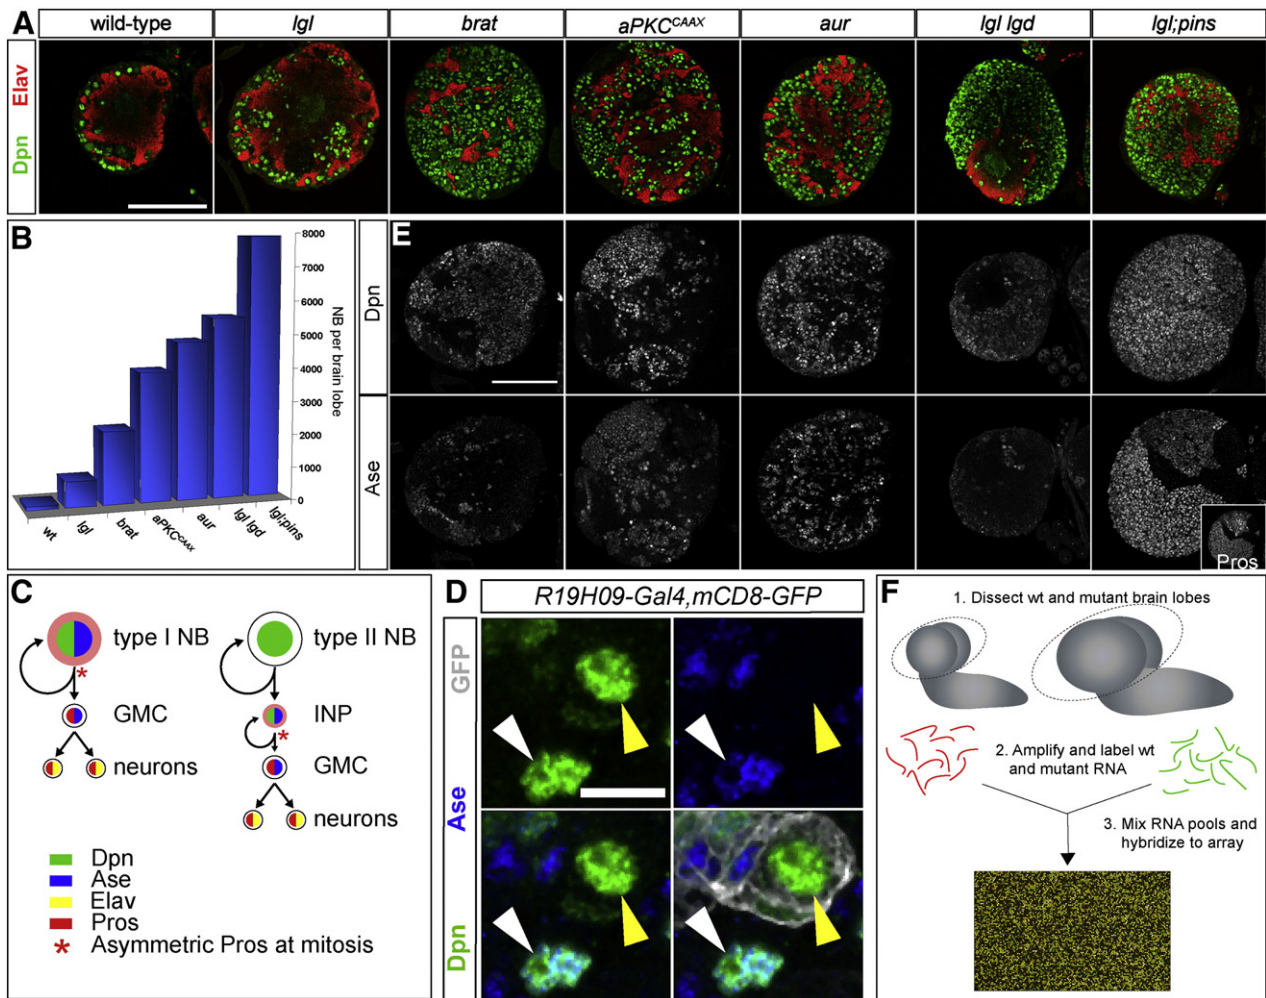 A
wild-type
lgl
brat
aPKC^CAAX
aur
lgl lgd
lgl;pins
Dpn Elav
B
8000
7000
6000
5000
4000
3000
2000
1000
0
NB per brain lobe
wt
lgl
brat
aPKC^CAAX
aur
lgl lgd
lgl;pins
E
Dpn
Ase
Pros
C
type I NB
type II NB
*
GMC
INP
*
neurons
GMC
neurons
Dpn
Ase
Elav
Pros
* Asymmetric Pros at mitosis
D
R19H09-Gal4,mCD8-GFP
GFP
Ase
Dpn
F
1. Dissect wt and mutant brain lobes
2. Amplify and label wt
and mutant RNA
3. Mix RNA pools and
hybridize to array